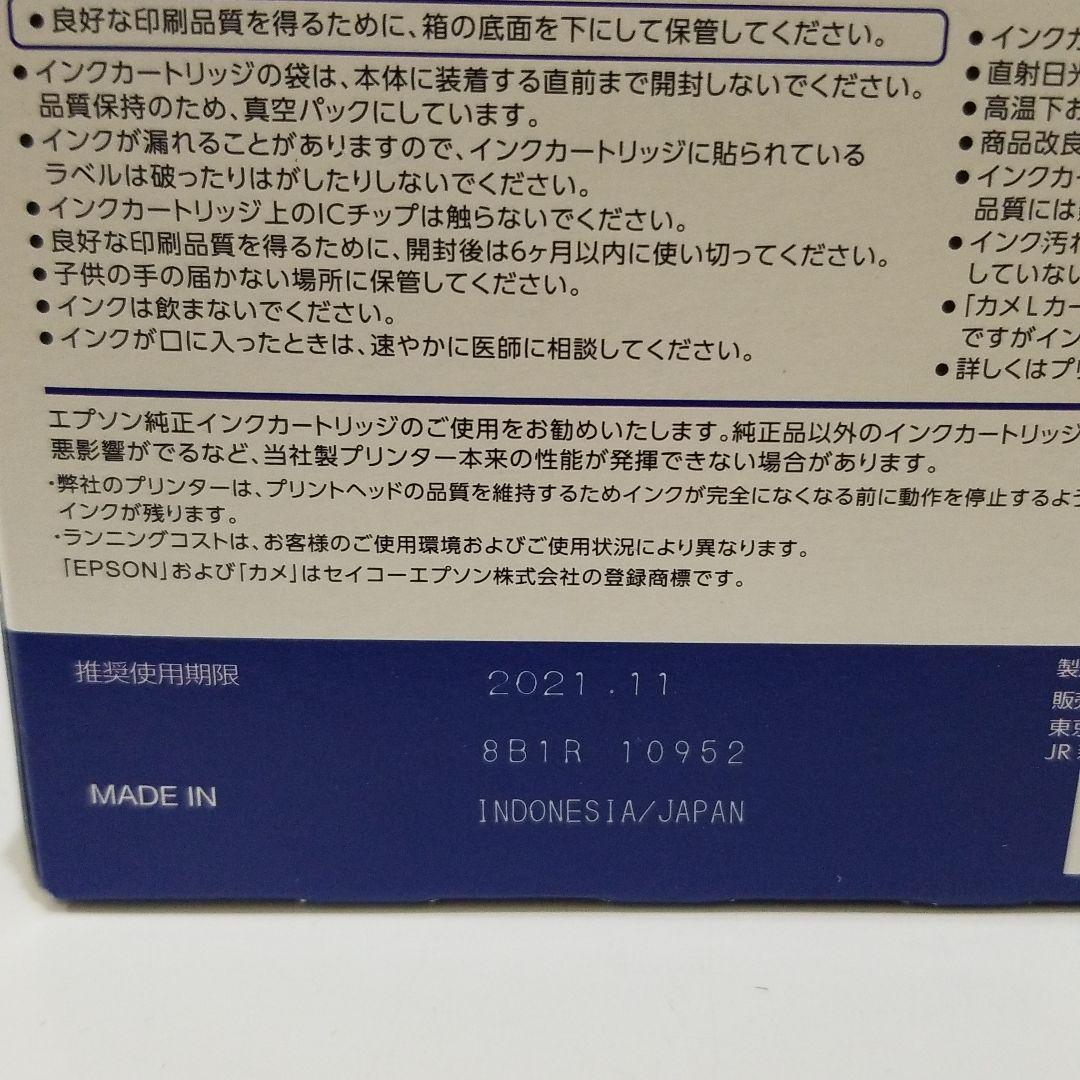 ●良好な印刷品質を得るために、箱の底面を下にして保管してください。
●インクカートリッジの袋は、本体に装着する直前まで開封しないでください。
品質保持のため、真空パックにしています。
●インクが漏れることがありますので、インクカートリッジに貼られている
ラベルは破ったりはがしたりしないでください。
●インクカートリッジ上のICチップは触らないでください。
●良好な印刷品質を得るために、開封後は6ヶ月以内に使い切ってください。
●子供の手の届かない場所に保管してください。
●インクは飲まないでください。
●インクが口に入ったときは、速やかに医師に相談してください。
●インクカ
●直射日光
●高温下お
●商品改良
●インクカー
品質には
●インク汚れ
していない
●「カメLカー
ですがイン
●詳しくはプリ
エプソン純正インクカートリッジのご使用をお勧めいたします。純正品以外のインクカートリッジ
悪影響がでるなど、当社製プリンター本来の性能が発揮できない場合があります。
・弊社のプリンターは、プリントヘッドの品質を維持するためインクが完全になくなる前に動作を停止するよう
インクが残ります。
・ランニングコストは、お客様のご使用環境およびご使用状況により異なります。
「EPSON」および「カメ」はセイコーエプソン株式会社の登録商標です。
推奨使用期限 2021.11
8B1R 10952
MADE IN INDONESIA/JAPAN
製
販売
東京
JR